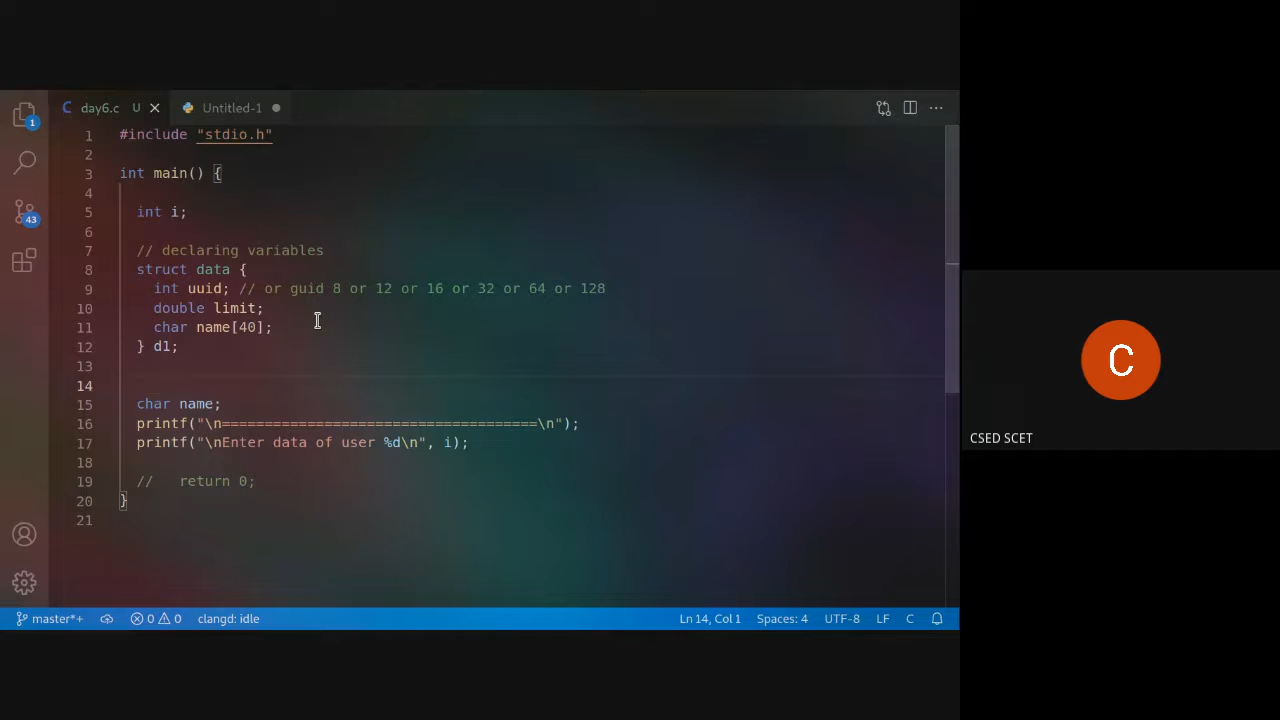 C day6.c U Untitled-1
1 #include "stdio.h"
2
3 int main() {
4
5 int i;
6
7 // declaring variables
8 struct data {
9 int uuid; // or guid 8 or 12 or 16 or 32 or 64 or 128
10 double limit;
11 char name[40];
12 } d1;
13
14
15 char name;
16 printf("\n=====================================\n");
17 printf("\nEnter data of user %d\n", i);
18
19 // return 0;
20 }
21
1
43
master*+ 0 0 clangd: idle Ln 14, Col 1 Spaces: 4 UTF-8 LF C
C
CSED SCET